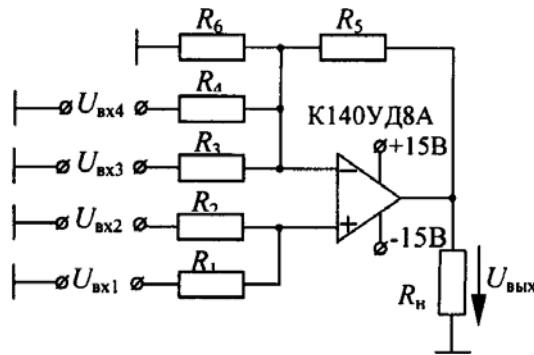 R6 R5
Uвх4 R4 К140УД8А
+15В
Uвх3 R3 −
Uвх2 R2 +
-15В
Uвх1 R1
Rн Uвых